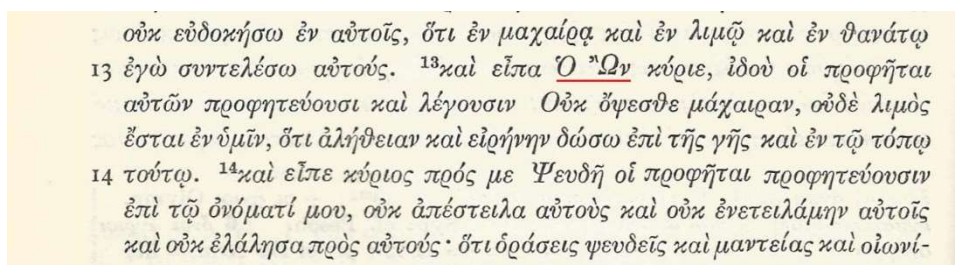 οὐκ εὐδοκήσω ἐν αὐτοῖς, ὅτι ἐν μαχαίρᾳ καὶ ἐν λιμῷ καὶ ἐν θανάτῳ
13 ἐγὼ συντελέσω αὐτούς. ¹³καὶ εἶπα Ὁ Ὢν κύριε, ἰδοὺ οἱ προφῆται
αὐτῶν προφητεύουσι καὶ λέγουσιν Οὐκ ὄψεσθε μάχαιραν, οὐδὲ λιμὸς
ἔσται ἐν ὑμῖν, ὅτι ἀλήθειαν καὶ εἰρήνην δώσω ἐπὶ τῆς γῆς καὶ ἐν τῷ τόπῳ
14 τούτῳ. ¹⁴καὶ εἶπε κύριος πρός με Ψευδῆ οἱ προφῆται προφητεύουσιν
ἐπὶ τῷ ὀνόματί μου, οὐκ ἀπέστειλα αὐτοὺς καὶ οὐκ ἐνετειλάμην αὐτοῖς
καὶ οὐκ ἐλάλησα πρὸς αὐτούς· ὅτι ὁράσεις ψευδεῖς καὶ μαντείας καὶ οἰωνί-